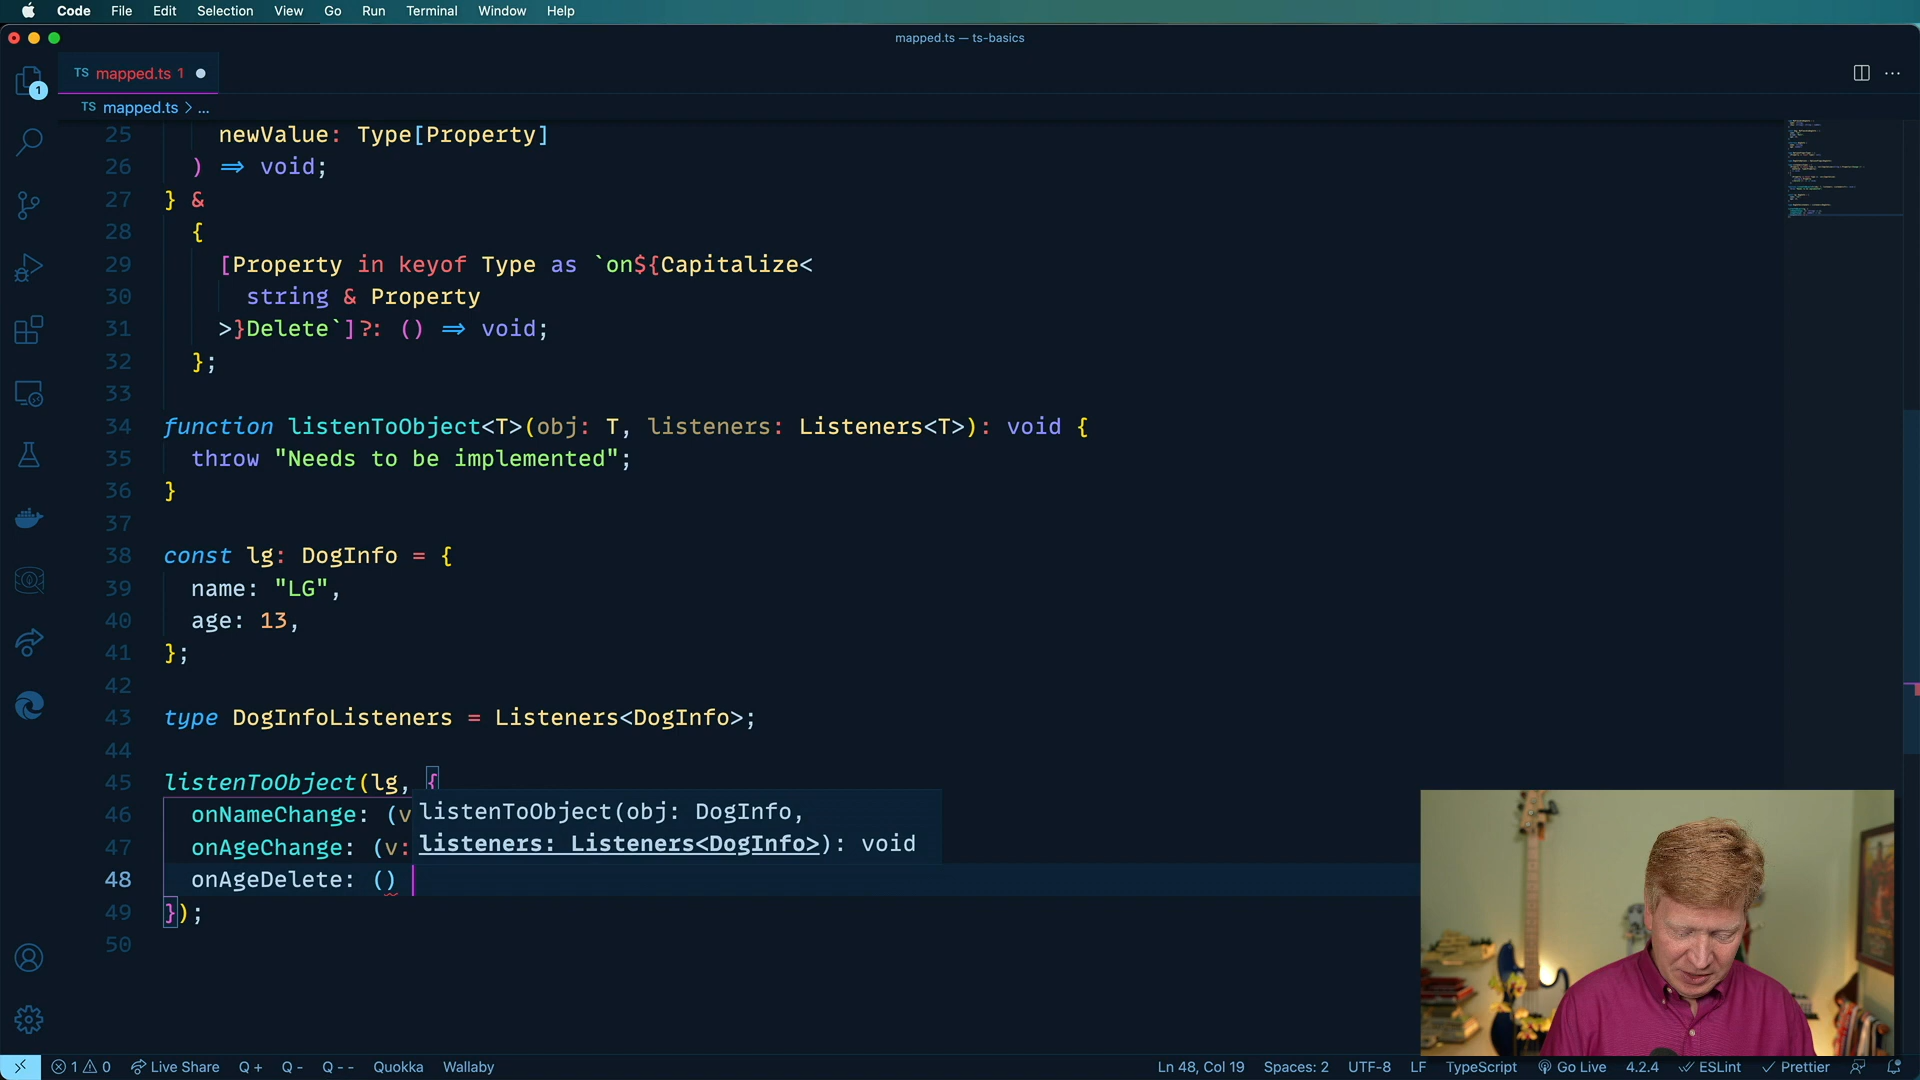 Code File Edit Selection View Go Run Terminal Window Help
mapped.ts — ts-basics
TS mapped.ts 1
TS mapped.ts > ...
1
25 newValue: Type[Property]
26 ) => void;
27 } &
28 {
29 [Property in keyof Type as `on${Capitalize<
30 string & Property
31 >}Delete`]?: () => void;
32 };
33
34 function listenToObject<T>(obj: T, listeners: Listeners<T>): void {
35 throw "Needs to be implemented";
36 }
37
38 const lg: DogInfo = {
39 name: "LG",
40 age: 13,
41 };
42
43 type DogInfoListeners = Listeners<DogInfo>;
44
45 listenToObject(lg, {
46 onNameChange: (v
47 onAgeChange: (v:
48 onAgeDelete: ()
49 });
50
listenToObject(obj: DogInfo,
listeners: Listeners<DogInfo>): void
1 0 Live Share Q + Q - Q - - Quokka Wallaby Ln 48, Col 19 Spaces: 2 UTF-8 LF TypeScript Go Live 4.2.4 ESLint Prettier